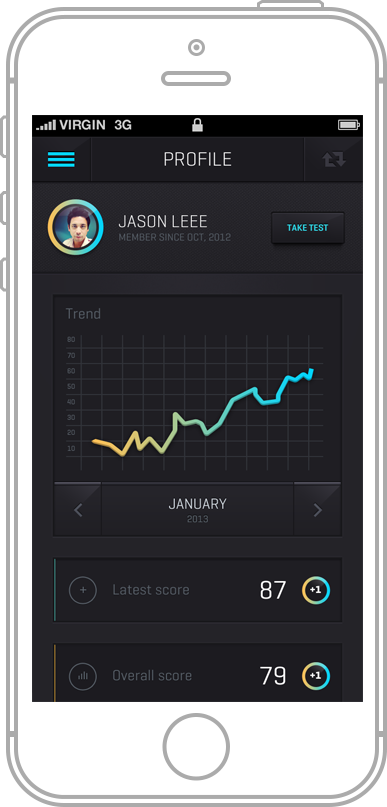 VIRGIN 3G
PROFILE
JASON LEEE
MEMBER SINCE OCT, 2012
TAKE TEST
Trend
80
70
60
50
40
30
20
10
JANUARY
2013
Latest score 87 +1
Overall score 79 +1